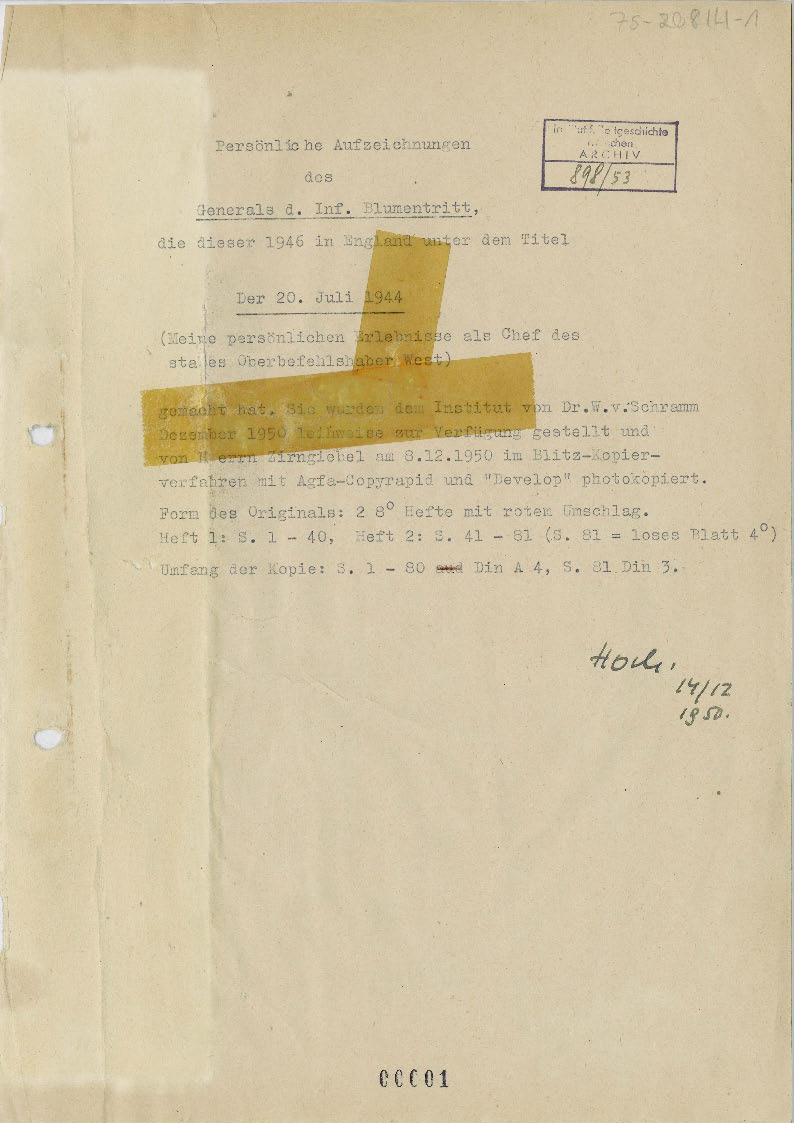 Persönliche Aufzeichnungen
des
Generals d. Inf. Blumentritt,
die dieser 1946 in England unter dem Titel
Der 20. Juli 1944
(Meine persönlichen Erlebnisse als Chef des
sta es Oberbefehlshaber West)
gemacht hat. Sie wurden dem Institut von Dr.W.v.Schramm
Dezember 1950 leihweise zur Verfügung gestellt und
von Herrn Zirngiebel am 8.12.1950 im Blitz-Kopier-
verfahren mit Agfa-Copyrapid und "Develop" photokopiert.
Form des Originals: 2 8° Hefte mit rotem Umschlag.
Heft 1: S. 1 - 40, Heft 2: S. 41 - 81 (S. 81 = loses Blatt 4°)
Umfang der Kopie: S. 1 - 80 aud Din A 4, S. 81 Din 3.
14/12
1950.
ARCHIV
898/53
00001